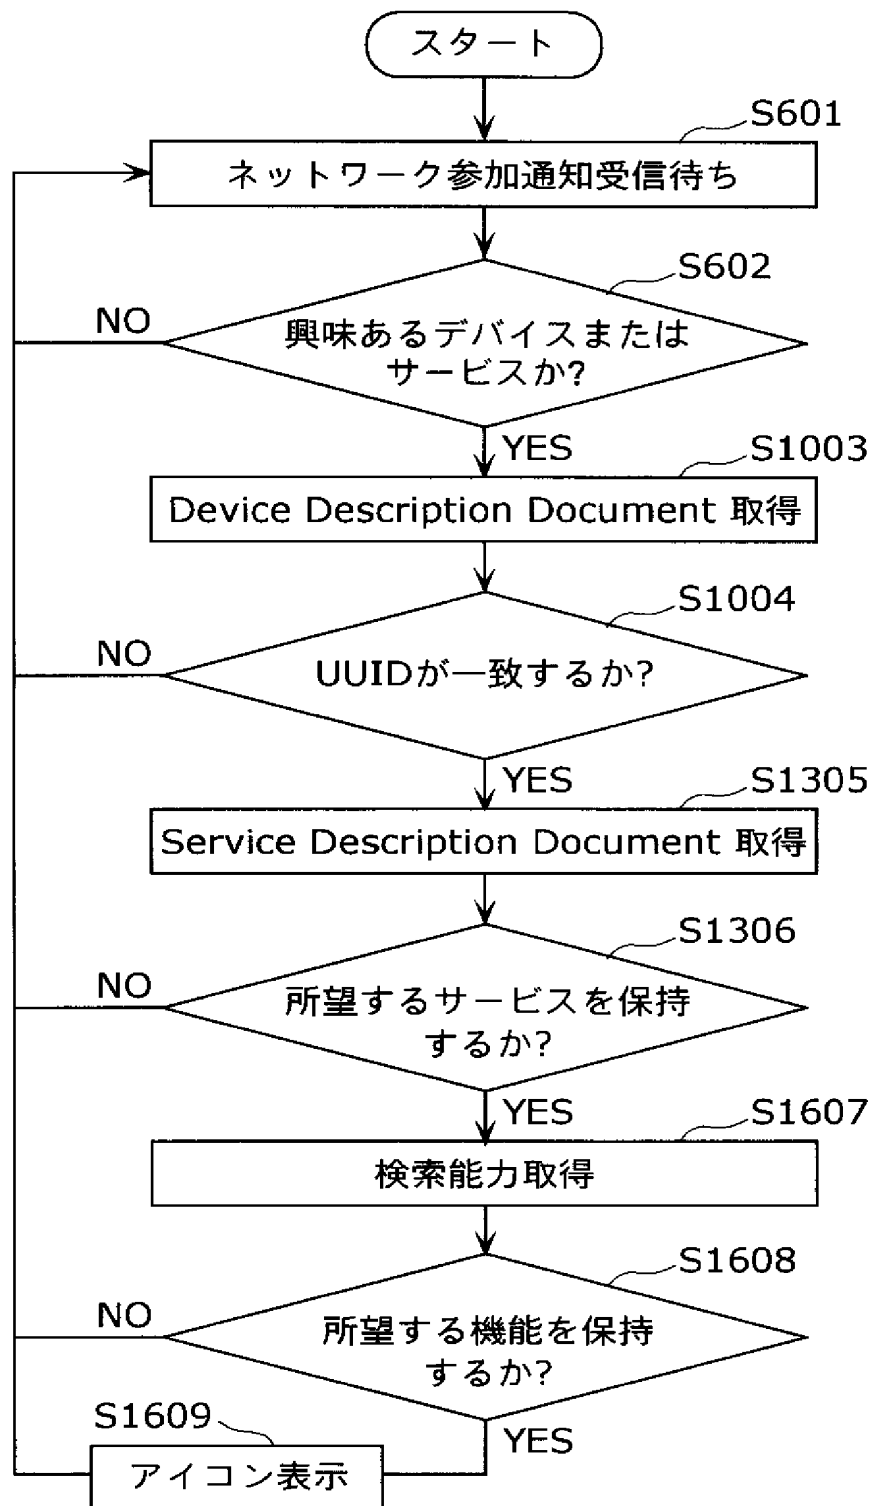 スタート
S601
ネットワーク参加通知受信待ち
S602
NO
興味あるデバイスまたは
サービスか?
YES
S1003
Device Description Document 取得
S1004
NO
UUIDが一致するか?
YES
S1305
Service Description Document 取得
S1306
NO
所望するサービスを保持
するか?
YES
S1607
検索能力取得
S1608
NO
所望する機能を保持
するか?
S1609
YES
アイコン表示